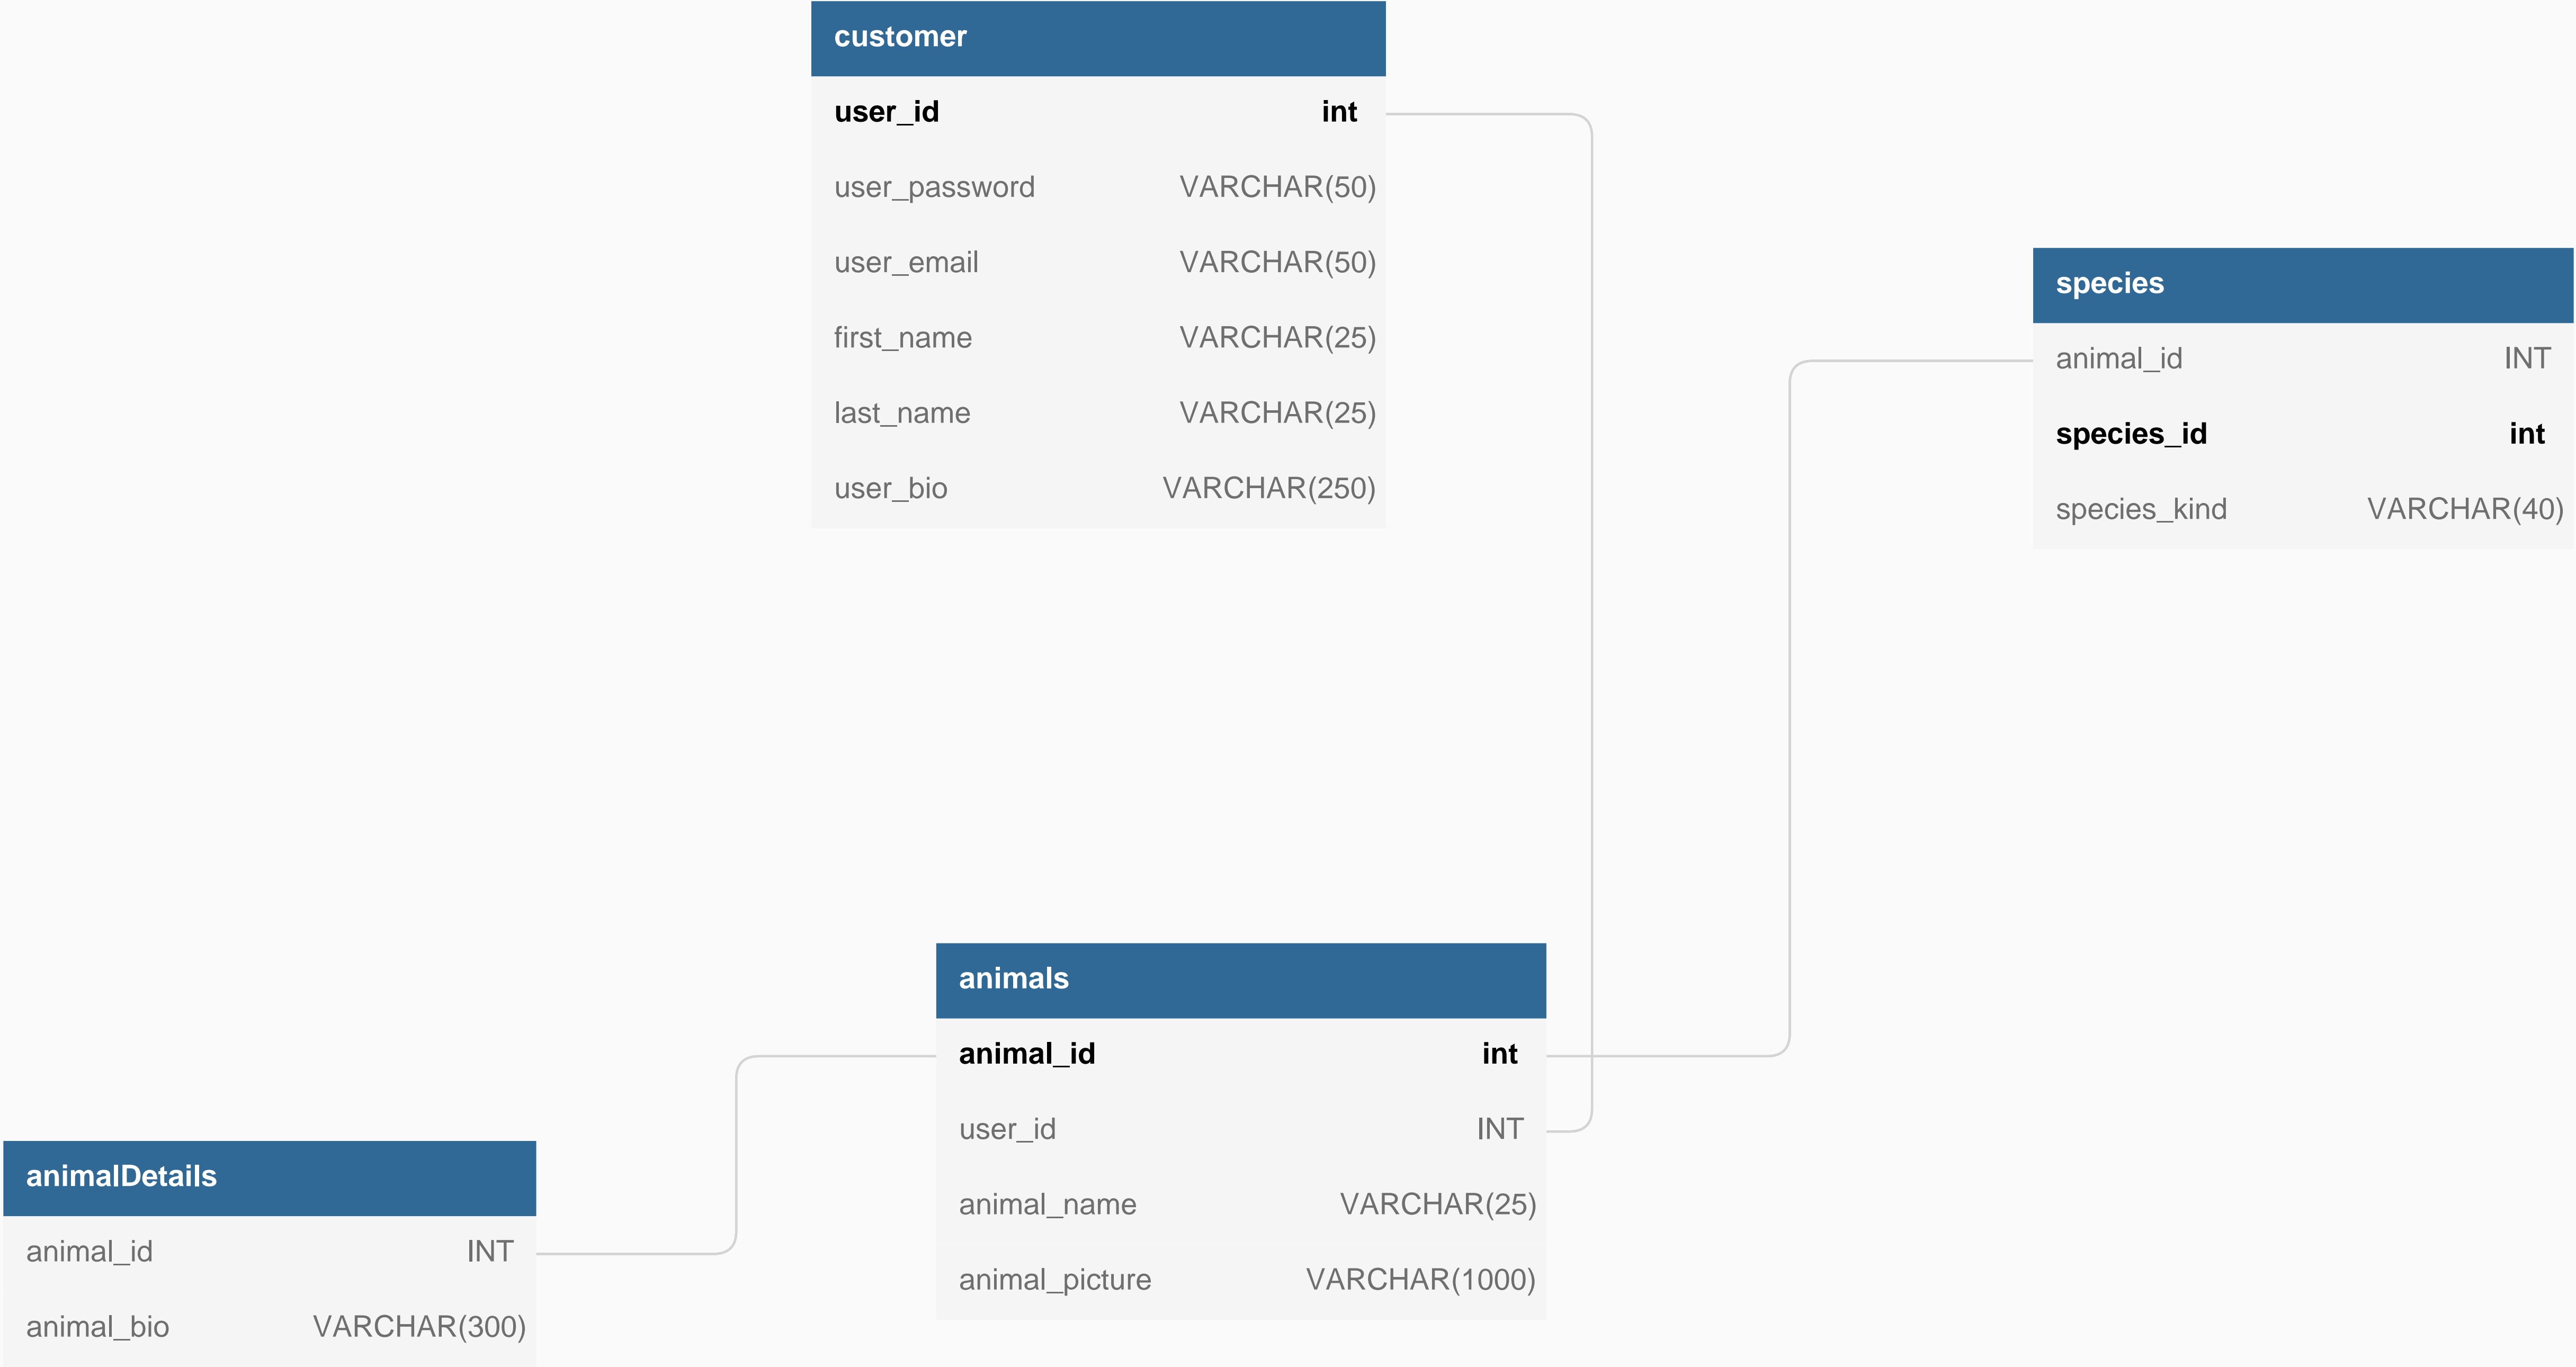 customer
user_id int
user_password VARCHAR(50)
user_email VARCHAR(50)
first_name VARCHAR(25)
last_name VARCHAR(25)
user_bio VARCHAR(250)
species
animal_id INT
species_id int
species_kind VARCHAR(40)
animals
animal_id int
user_id INT
animal_name VARCHAR(25)
animal_picture VARCHAR(1000)
animalDetails
animal_id INT
animal_bio VARCHAR(300)